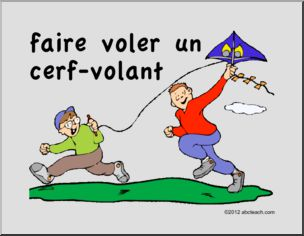 faire voler un
cerf-volant
©2012 abcteach.com